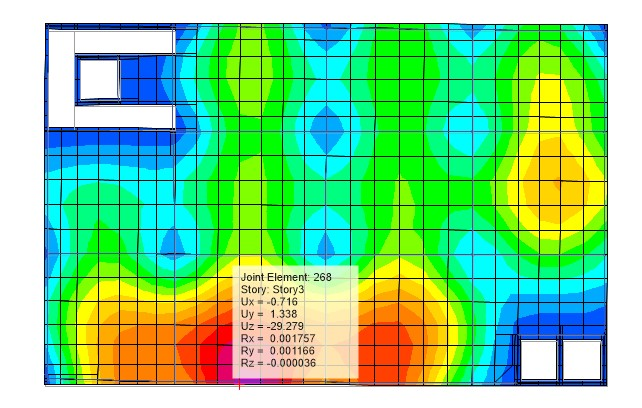 Joint Element: 268
Story: Story3
Ux = -0.716
Uy = 1.338
Uz = -29.279
Rx = 0.001757
Ry = 0.001166
Rz = -0.000036